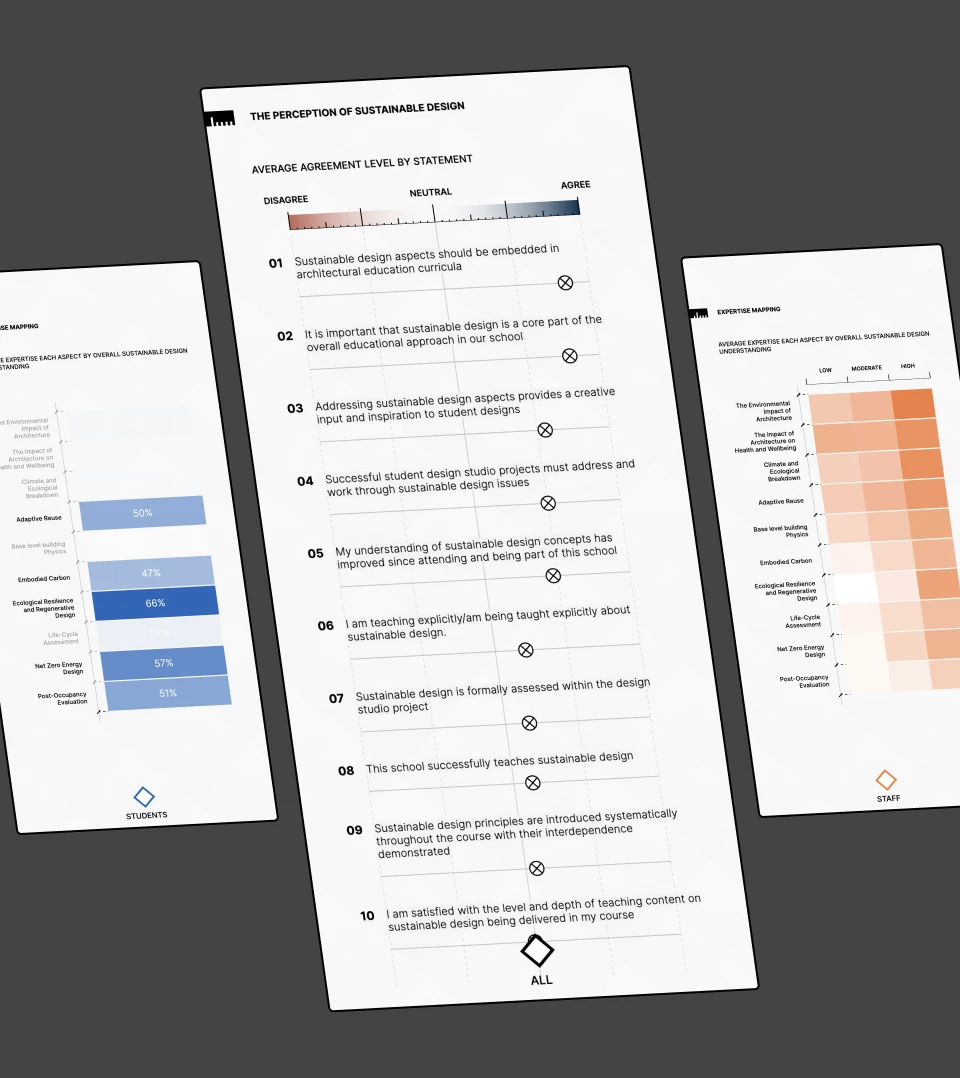 THE PERCEPTION OF SUSTAINABLE DESIGN
AVERAGE AGREEMENT LEVEL BY STATEMENT
DISAGREE NEUTRAL AGREE
01 Sustainable design aspects should be embedded in
architectural education curricula
02 It is important that sustainable design is a core part of the
overall educational approach in our school
03 Addressing sustainable design aspects provides a creative
input and inspiration to student designs
04 Successful student design studio projects must address and
work through sustainable design issues
05 My understanding of sustainable design concepts has
improved since attending and being part of this school
06 I am teaching explicitly/am being taught explicitly about
sustainable design.
07 Sustainable design is formally assessed within the design
studio project
08 This school successfully teaches sustainable design
09 Sustainable design principles are introduced systematically
throughout the course with their interdependence
demonstrated
10 I am satisfied with the level and depth of teaching content on
sustainable design being delivered in my course
ALL
MAPPING
EXPERTISE EACH ASPECT BY OVERALL SUSTAINABLE DESIGN
Environmental
Impact of
Architecture
The Impact of
Architecture on
and Wellbeing
Climate and
Ecological
Breakdown
Adaptive Reuse 50%
Base level building
Physics
Embodied Carbon 47%
Ecological Resilience
and Regenerative
Design
66%
Life-Cycle
Assessment
Net Zero Energy
Design
57%
Post-Occupancy
Evaluation
51%
STUDENTS
EXPERTISE MAPPING
AVERAGE EXPERTISE EACH ASPECT BY OVERALL SUSTAINABLE DESIGN
UNDERSTANDING
LOW MODERATE HIGH
The Environmental
Impact of
Architecture
The Impact of
Architecture on
Health and Wellbeing
Climate and
Ecological
Breakdown
Adaptive Reuse
Base level building
Physics
Embodied Carbon
Ecological Resilience
and Regenerative
Design
Life-Cycle
Assessment
Net Zero Energy
Design
Post-Occupancy
Evaluation
STAFF